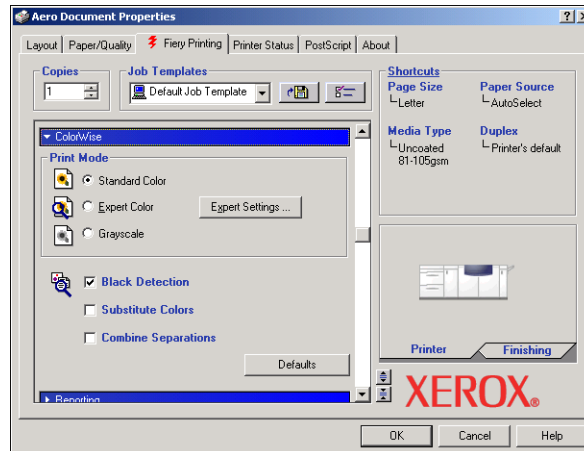 Aero Document Properties
Layout Paper/Quality Fiery Printing Printer Status PostScript About
Copies
1
Job Templates
Default Job Template
Shortcuts
Page Size
Letter
Paper Source
AutoSelect
Media Type
Uncoated
81-105gsm
Duplex
Printer's default
ColorWise
Print Mode
Standard Color
Expert Color
Expert Settings ...
Grayscale
Black Detection
Substitute Colors
Combine Separations
Defaults
Reporting
Printer
Finishing
XEROX®
OK Cancel Help